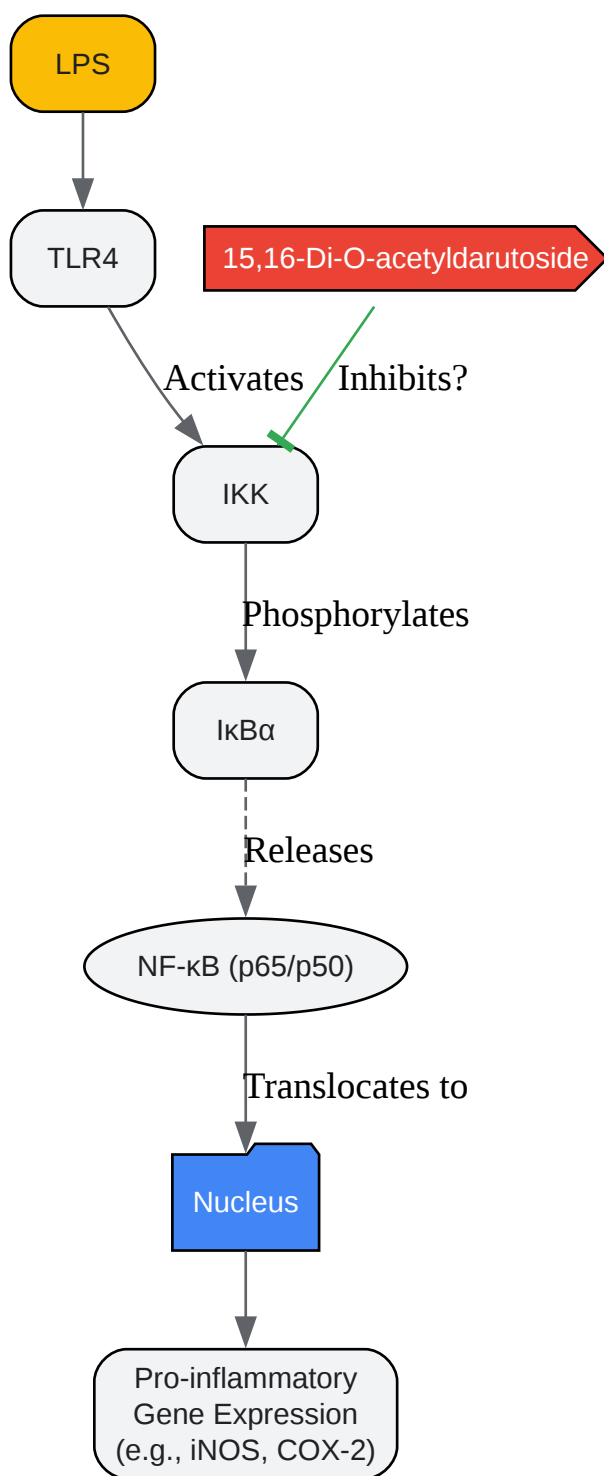 LPS
TLR4
15,16-Di-O-acetyldarutoside
Activates
Inhibits?
IKK
Phosphorylates
IκBα
Releases
NF-κB (p65/p50)
Translocates to
Nucleus
Pro-inflammatory
Gene Expression
(e.g., iNOS, COX-2)